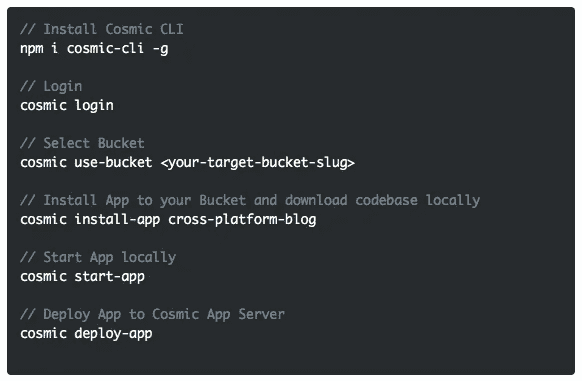 // Install Cosmic CLI
npm i cosmic-cli -g
// Login
cosmic login
// Select Bucket
cosmic use-bucket <your-target-bucket-slug>
// Install App to your Bucket and download codebase locally
cosmic install-app cross-platform-blog
// Start App locally
cosmic start-app
// Deploy App to Cosmic App Server
cosmic deploy-app